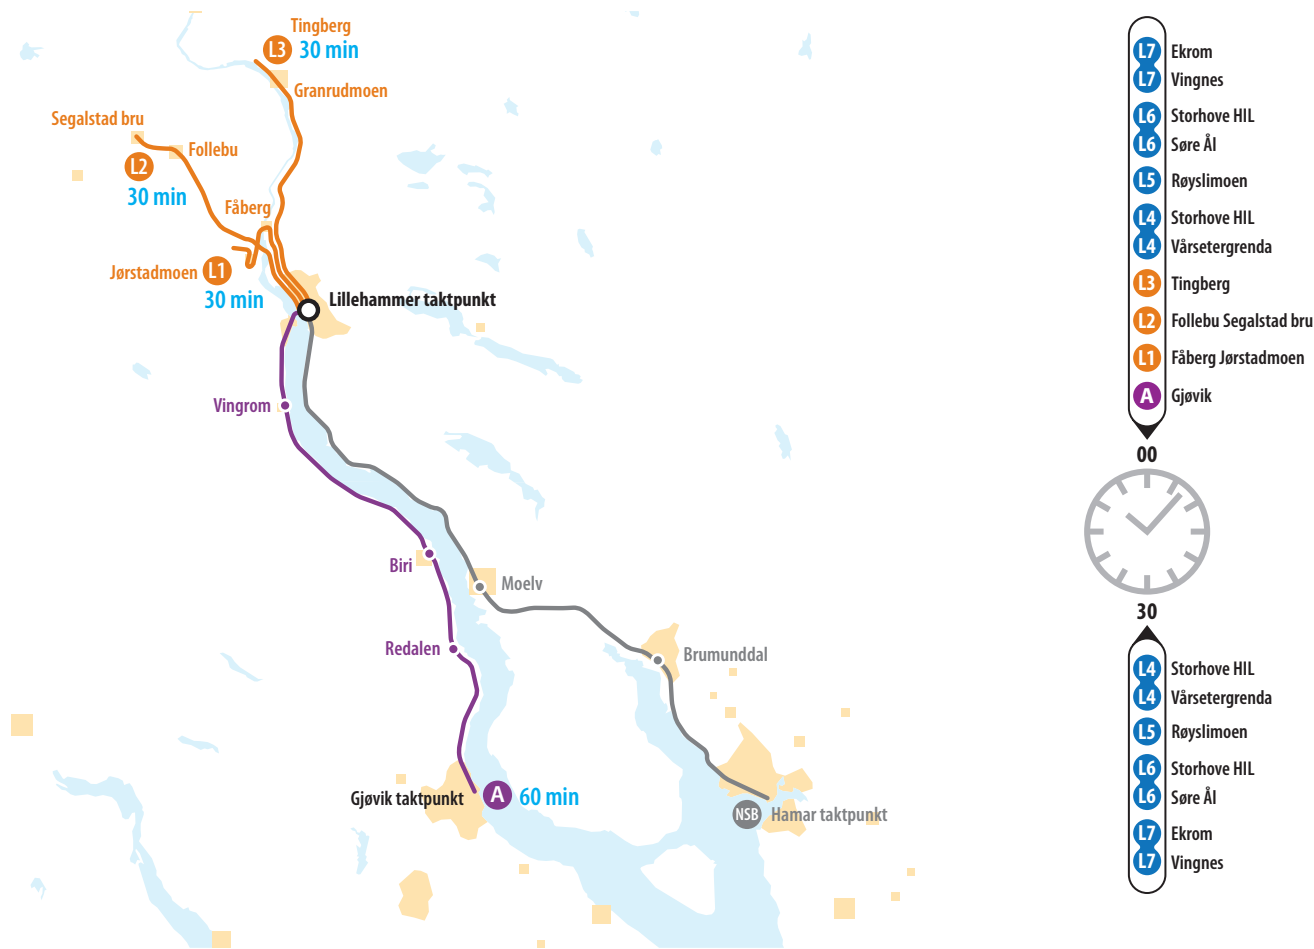 Tingberg
L3 30 min
Granrudmoen
Segalstad bru
Follebu
L2
30 min
Fåberg
Jørstadmoen L1
30 min
Lillehammer taktpunkt
Vingrom
Biri
Moelv
Redalen
Brumunddal
Gjøvik taktpunkt A 60 min
NSB Hamar taktpunkt
L7 Ekrom
L7 Vingnes
L6 Storhove HIL
L6 Søre Ål
L5 Røyslimoen
L4 Storhove HIL
L4 Vårsetergrenda
L3 Tingberg
L2 Follebu Segalstad bru
L1 Fåberg Jørstadmoen
A Gjøvik
00
30
L4 Storhove HIL
L4 Vårsetergrenda
L5 Røyslimoen
L6 Storhove HIL
L6 Søre Ål
L7 Ekrom
L7 Vingnes